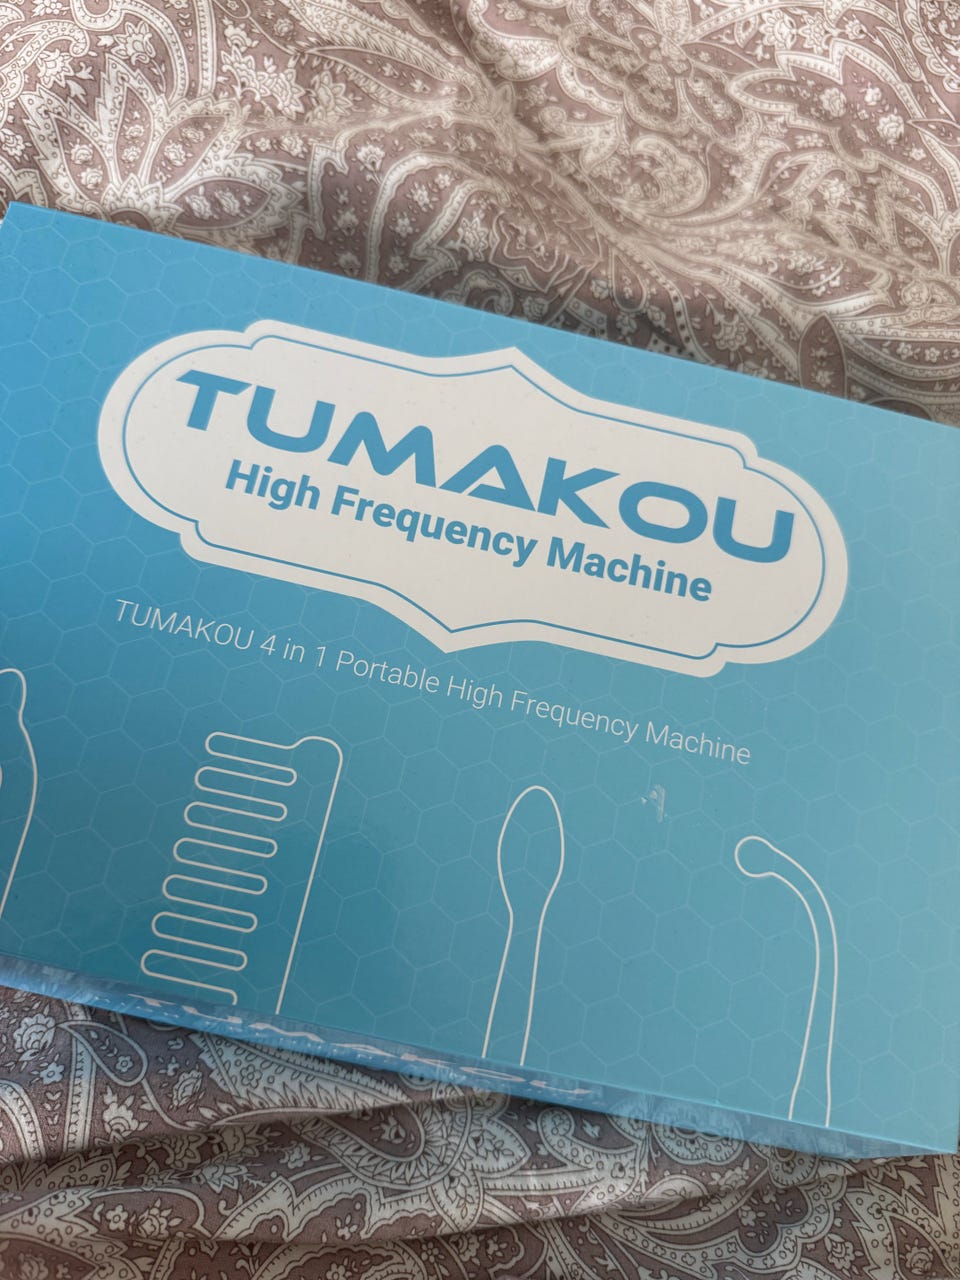 TUMAKOU
High Frequency Machine
TUMAKOU 4 in 1 Portable High Frequency Machine